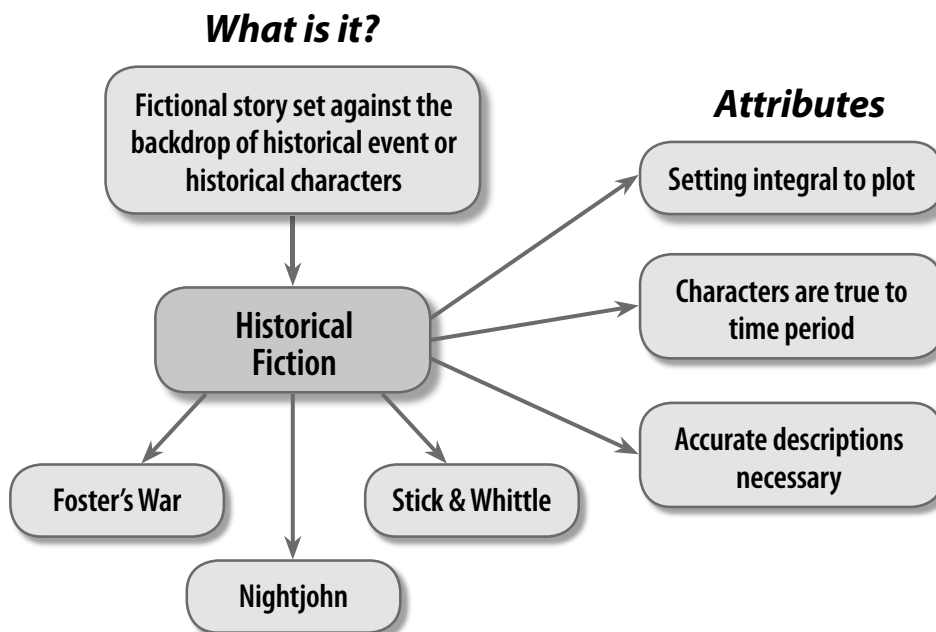 What is it?
Fictional story set against the
backdrop of historical event or
historical characters
Attributes
Setting integral to plot
Characters are true to
time period
Accurate descriptions
necessary
Historical
Fiction
Foster's War
Nightjohn
Stick & Whittle